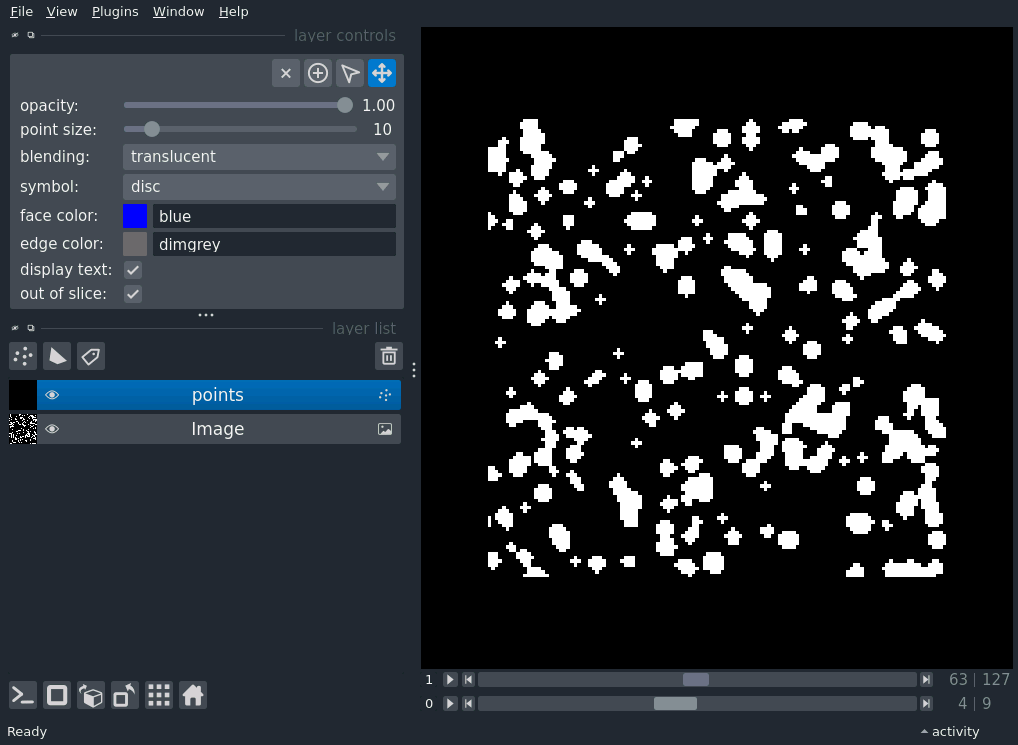 File View Plugins Window Help
layer controls
opacity: 1.00
point size: 10
blending: translucent
symbol: disc
face color: blue
edge color: dimgrey
display text:
out of slice:
layer list
points
Image
1 63 | 127
0 4 | 9
Ready activity